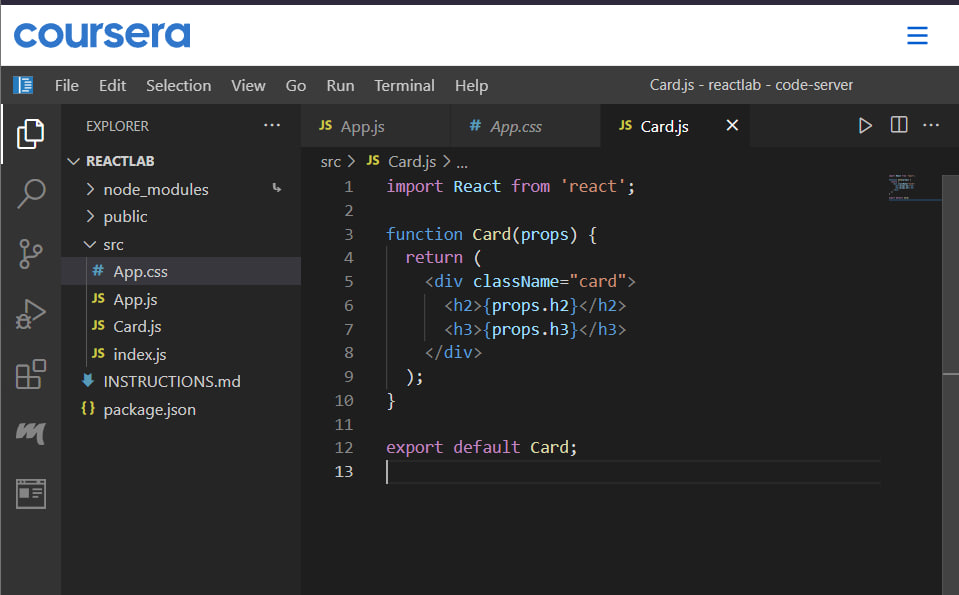 coursera
File Edit Selection View Go Run Terminal Help Card.js - reactlab - code-server
EXPLORER
REACTLAB
node_modules
public
src
# App.css
JS App.js
JS Card.js
JS index.js
INSTRUCTIONS.md
{} package.json
JS App.js # App.css JS Card.js
src > JS Card.js > ...
1 import React from 'react';
2
3 function Card(props) {
4 return (
5 <div className="card">
6 <h2>{props.h2}</h2>
7 <h3>{props.h3}</h3>
8 </div>
9 );
10 }
11
12 export default Card;
13